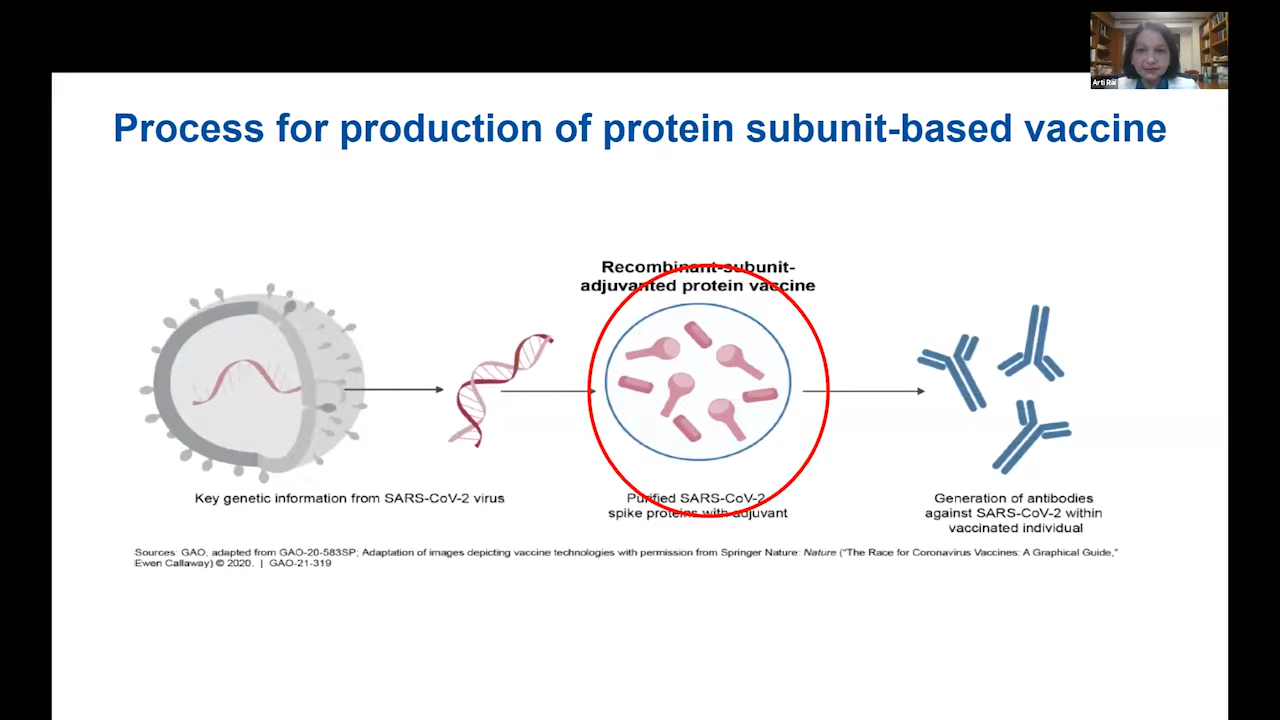 Arti Rai
Process for production of protein subunit-based vaccine
Recombinant-subunit-
adjuvanted protein vaccine
Key genetic information from SARS-CoV-2 virus
Purified SARS-CoV-2
spike proteins with adjuvant
Generation of antibodies
against SARS-CoV-2 within
vaccinated individual
Sources: GAO, adapted from GAO-20-583SP; Adaptation of images depicting vaccine technologies with permission from Springer Nature: Nature ("The Race for Coronavirus Vaccines: A Graphical Guide,"
Ewen Callaway) © 2020. | GAO-21-319